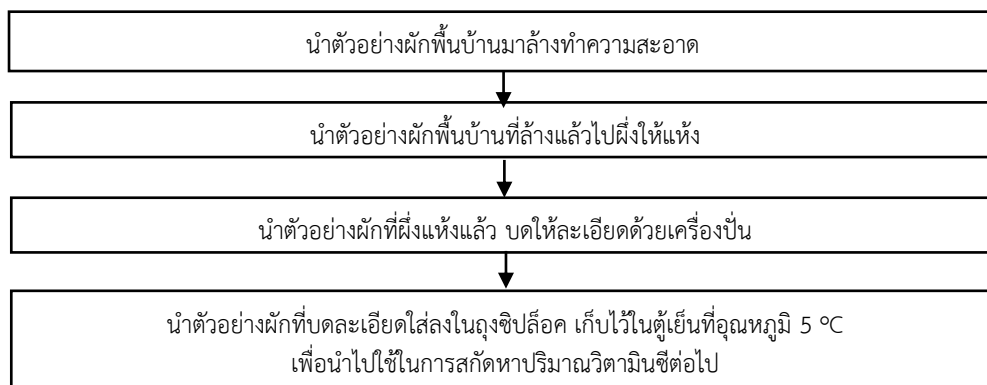 นำตัวอย่างผักพื้นบ้านมาล้างทำความสะอาด
นำตัวอย่างผักพื้นบ้านที่ล้างแล้วไปผึ่งให้แห้ง
นำตัวอย่างผักที่ผึ่งแห้งแล้ว บดให้ละเอียดด้วยเครื่องปั่น
นำตัวอย่างผักที่บดละเอียดใส่ลงในถุงซิปล็อค เก็บไว้ในตู้เย็นที่อุณหภูมิ 5 ºC
เพื่อนำไปใช้ในการสกัดหาปริมาณวิตามินซีต่อไป